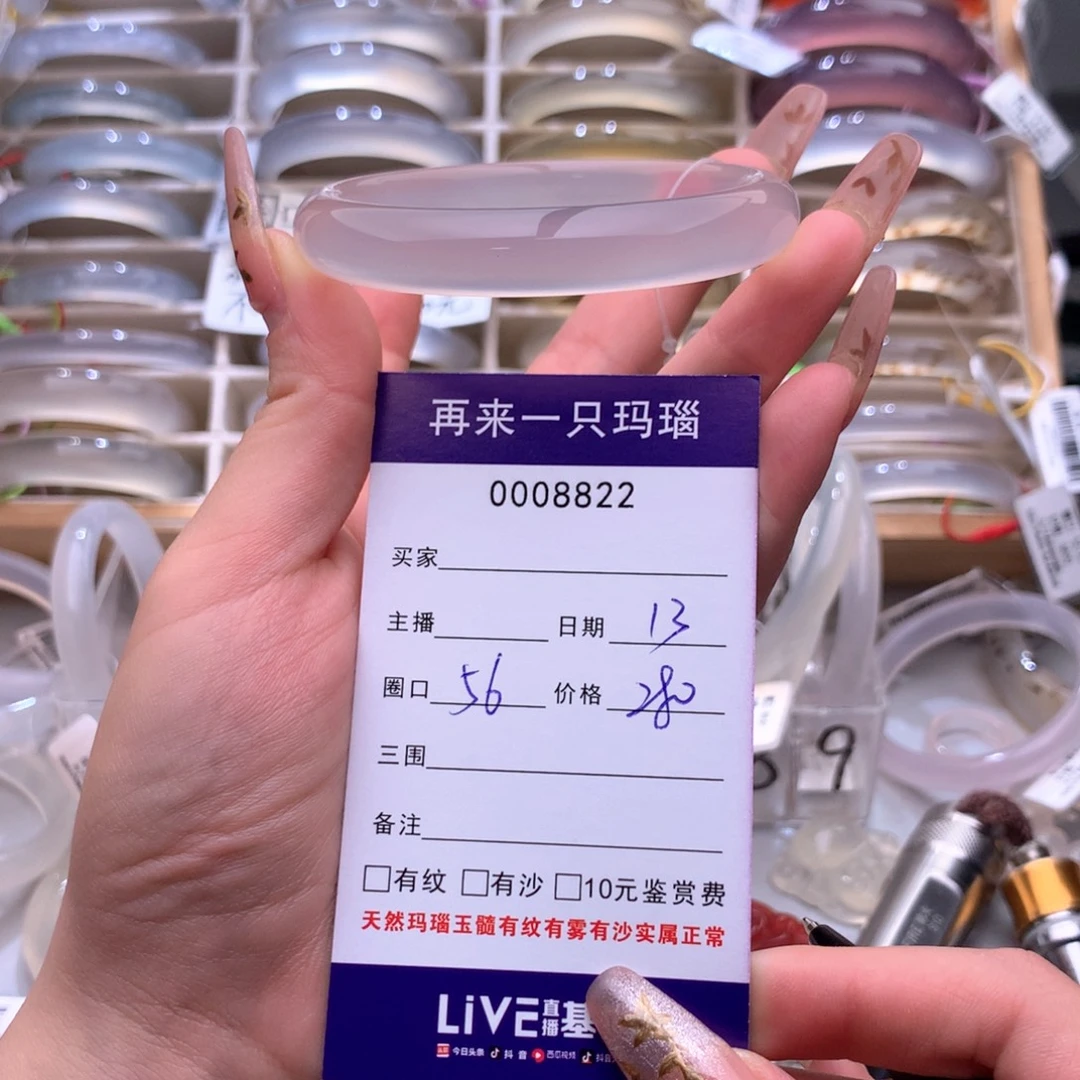 再来一只玛瑙
0008822
买家
主播 日期 13
圈口 56 价格 280
三围
备注
□有纹 □有沙 □10元鉴赏费
天然玛瑙玉髓有纹有雾有沙实属正常
LiVE直播基
今日头条 抖音 西瓜视频 抖音
9